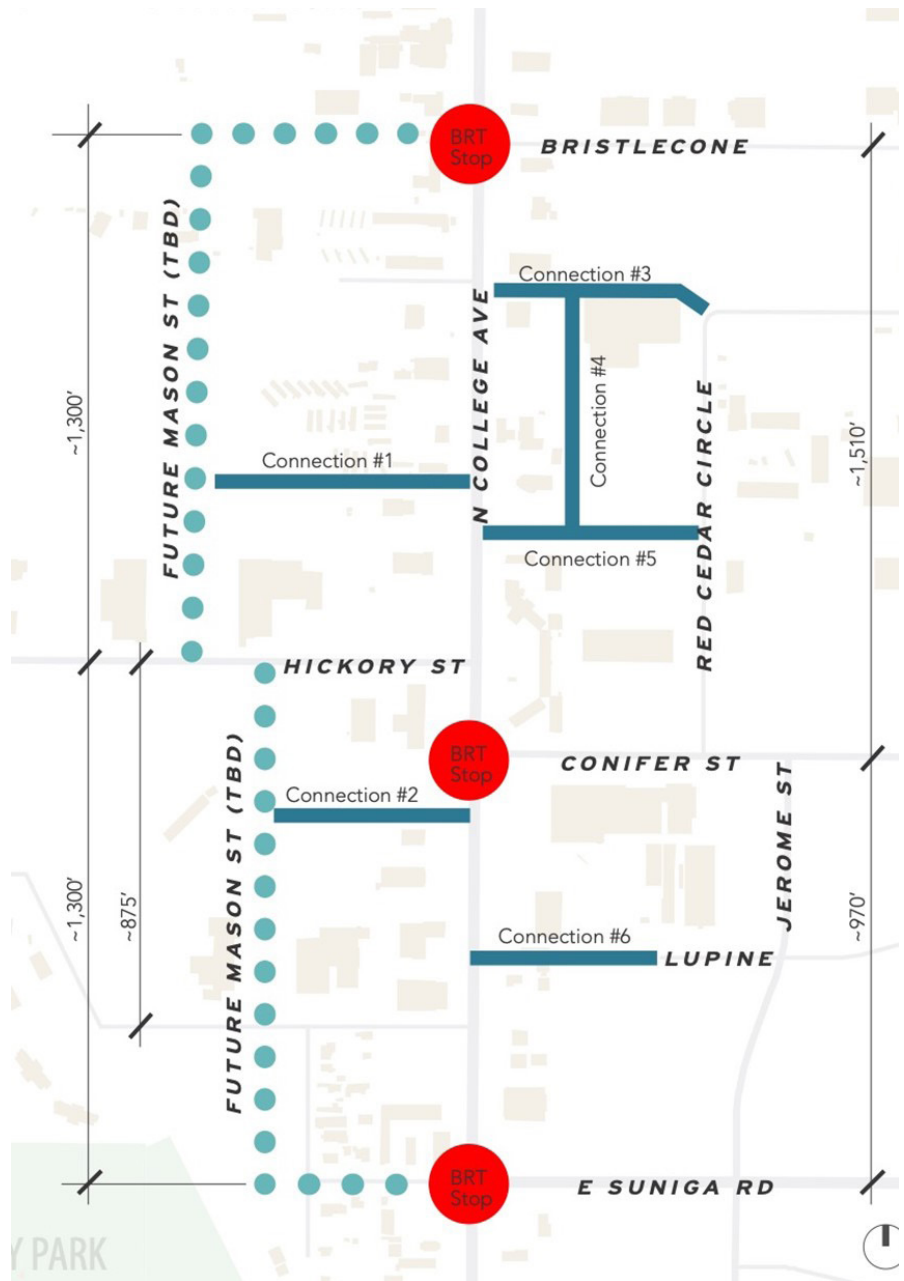 BRT
Stop
BRISTLECONE
FUTURE MASON ST (TBD)
Connection #3
N COLLEGE AVE
Connection #4
~1,300’
~1,510’
Connection #1
RED CEDAR CIRCLE
Connection #5
HICKORY ST
BRT
Stop
CONIFER ST
FUTURE MASON ST (TBD)
Connection #2
JEROME ST
~1,300’
~875’
~970’
Connection #6
LUPINE
BRT
Stop
E SUNIGA RD
Y PARK